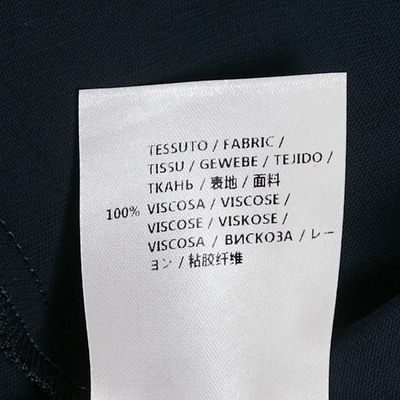 TESSUTO / FABRIC /
TISSU / GEWEBE / TEJIDO /
ТКАНЬ / 表地 / 面料
100% VISCOSA / VISCOSE /
VISCOSE / VISKOSE /
VISCOSA / ВИСКОЗА / レー
ヨン / 粘胶纤维